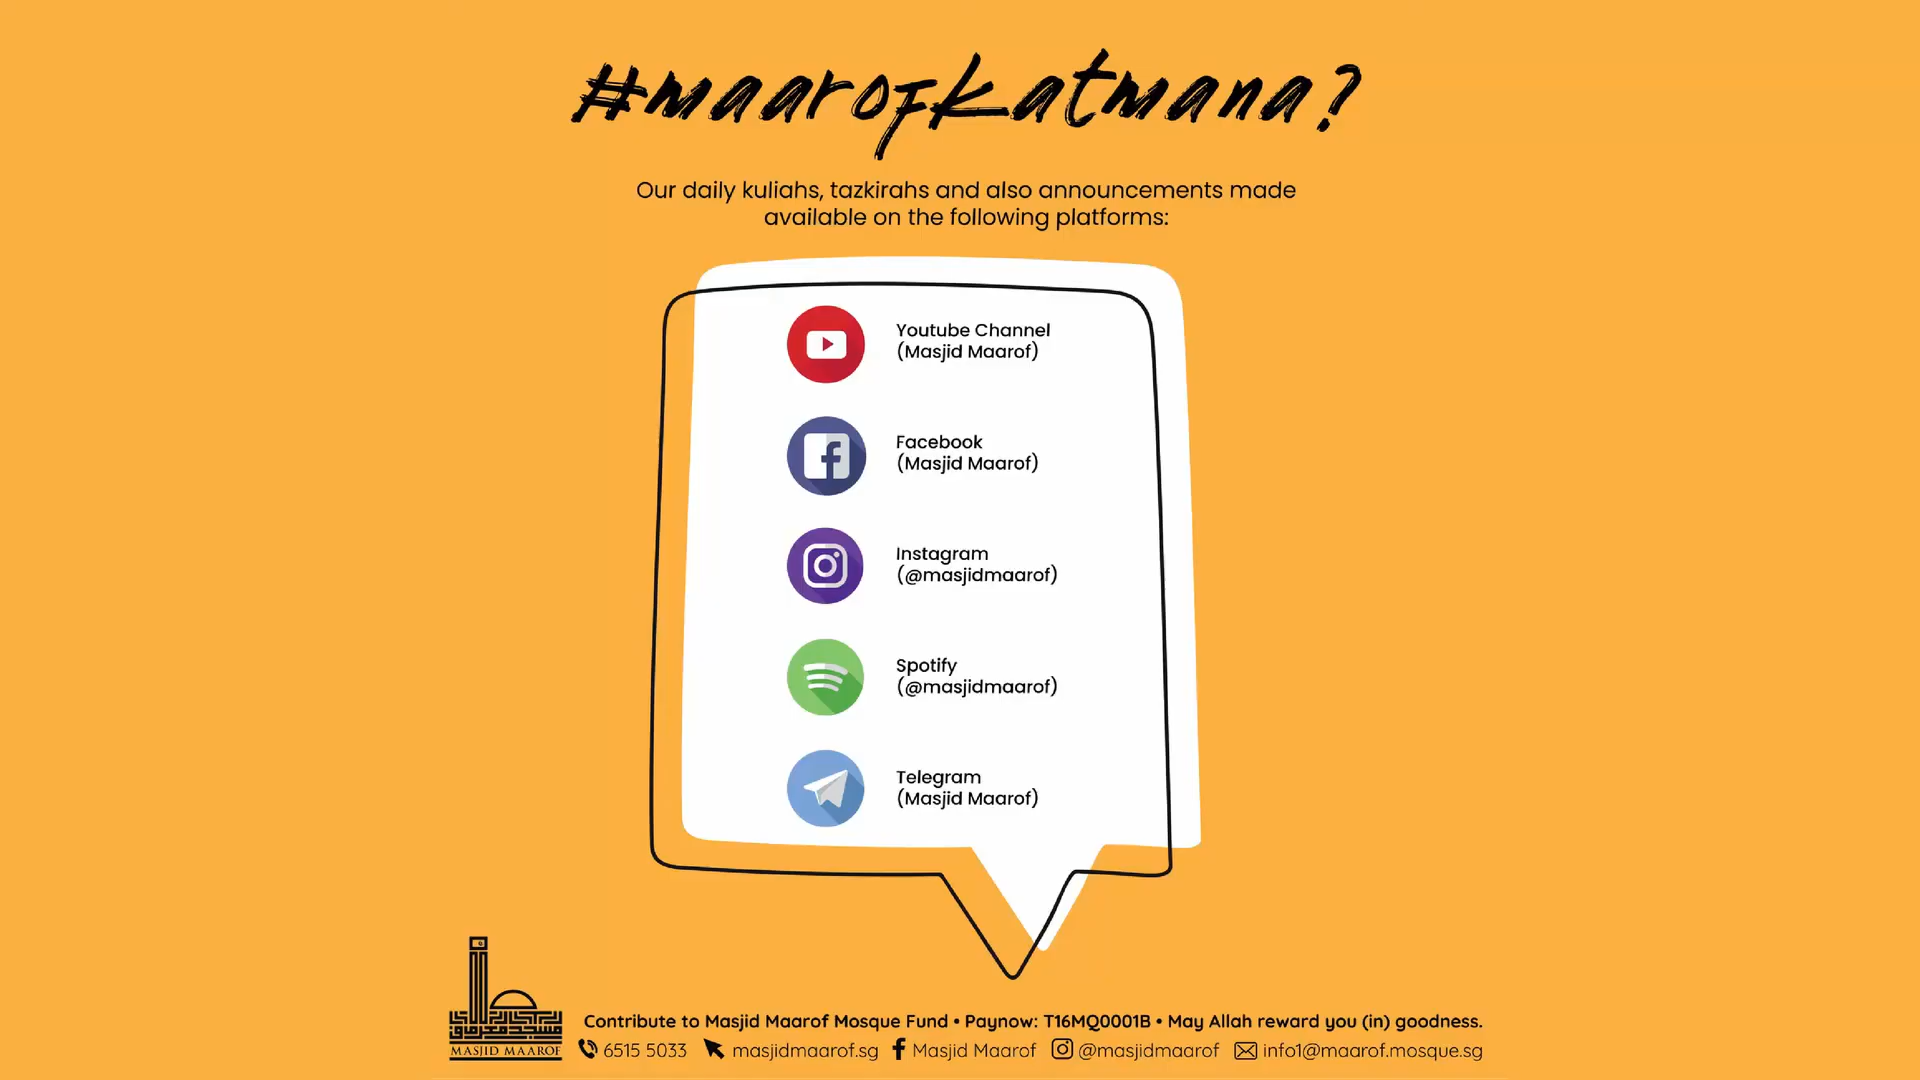 #maarofkatmana?
Our daily kuliahs, tazkirahs and also announcements made
available on the following platforms:
Youtube Channel
(Masjid Maarof)
Facebook
(Masjid Maarof)
Instagram
(@masjidmaarof)
Spotify
(@masjidmaarof)
Telegram
(Masjid Maarof)
MASJID MAAROF
Contribute to Masjid Maarof Mosque Fund • Paynow: T16MQ0001B • May Allah reward you (in) goodness.
6515 5033 masjidmaarof.sg Masjid Maarof @masjidmaarof info1@maarof.mosque.sg